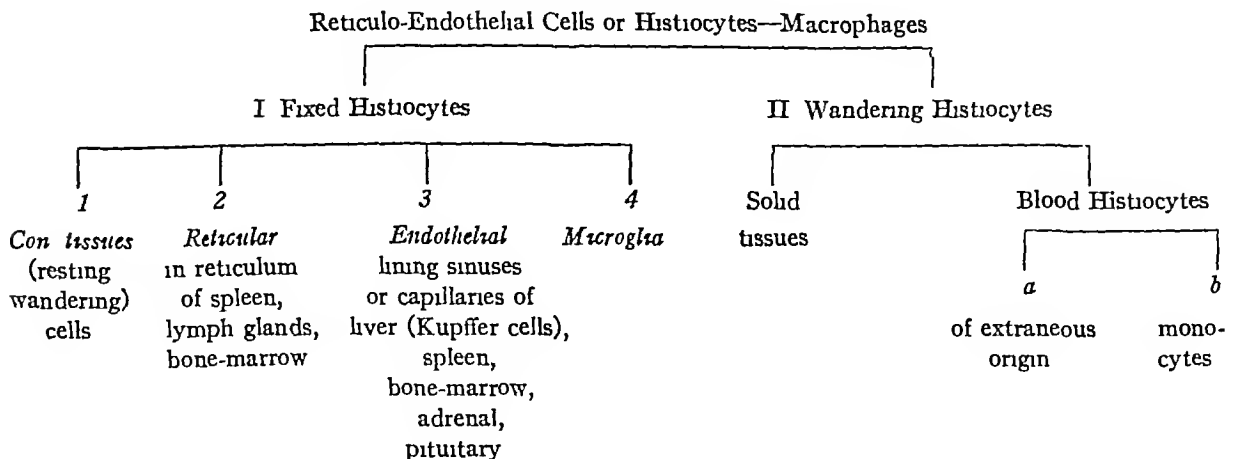 Reticulo-Endothelial Cells or Histiocytes—Macrophages
I Fixed Histiocytes
II Wandering Histiocytes
1
Con tissues
(resting
wandering)
cells
2
Reticular
in reticulum
of spleen,
lymph glands,
bone-marrow
3
Endothelial
lining sinuses
or capillaries of
liver (Kupffer cells),
spleen,
bone-marrow,
adrenal,
pituitary
4
Microglia
Solid
tissues
Blood Histiocytes
a
of extraneous
origin
b
mono-
cytes